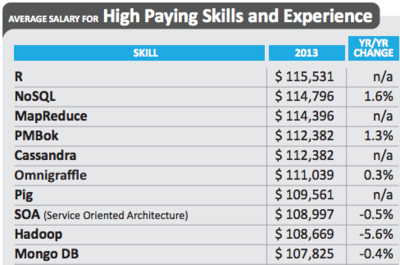 AVERAGE SALARY FOR High Paying Skills and Experience
SKILL 2013 YR/YR CHANGE
R $ 115,531 n/a
NoSQL $ 114,796 1.6%
MapReduce $ 114,396 n/a
PMBok $ 112,382 1.3%
Cassandra $ 112,382 n/a
Omnigraffle $ 111,039 0.3%
Pig $ 109,561 n/a
SOA (Service Oriented Architecture) $ 108,997 -0.5%
Hadoop $ 108,669 -5.6%
Mongo DB $ 107,825 -0.4%